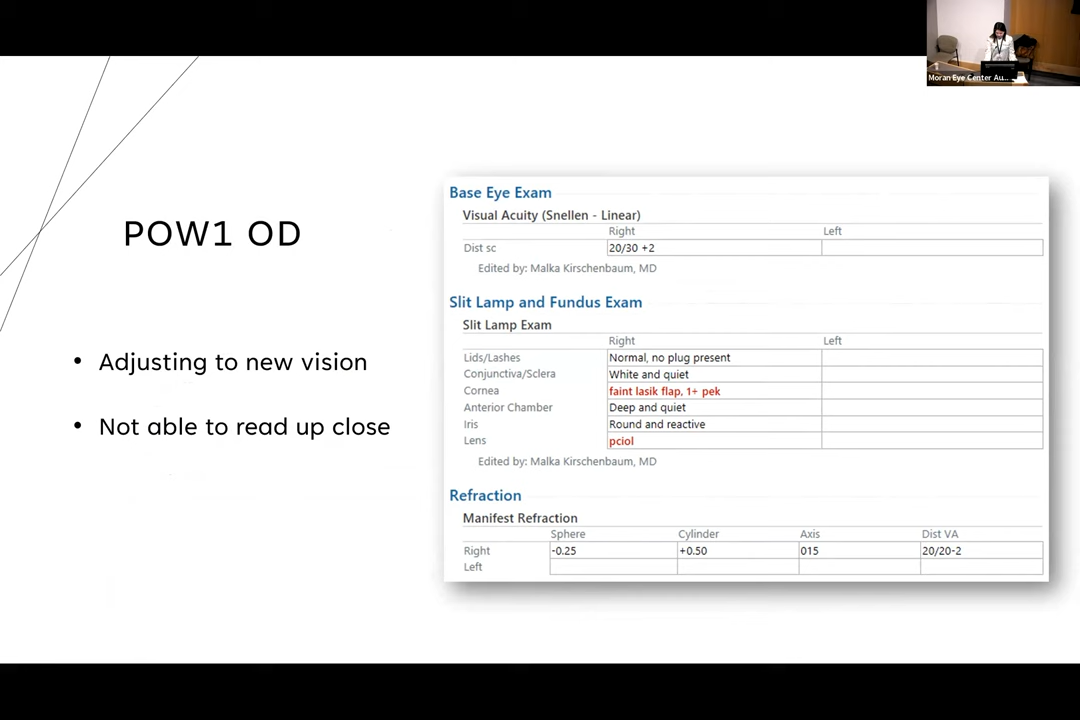 Moran Eye Center Au...
POW1 OD
• Adjusting to new vision
• Not able to read up close
Base Eye Exam
Visual Acuity (Snellen - Linear)
Right Left
Dist sc 20/30 +2
Edited by: Malka Kirschenbaum, MD
Slit Lamp and Fundus Exam
Slit Lamp Exam
Right Left
Lids/Lashes Normal, no plug present
Conjunctiva/Sclera White and quiet
Cornea faint lasik flap, 1+ pek
Anterior Chamber Deep and quiet
Iris Round and reactive
Lens pciol
Edited by: Malka Kirschenbaum, MD
Refraction
Manifest Refraction
Sphere Cylinder Axis Dist VA
Right -0.25 +0.50 015 20/20-2
Left